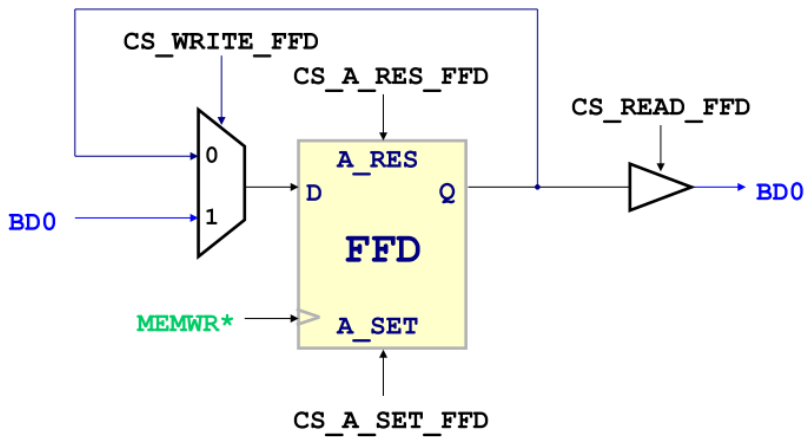 CS_WRITE_FFD
CS_A_RES_FFD
CS_READ_FFD
0
A_RES
D
Q
BD0
1
BD0
FFD
MEMWR*
A_SET
CS_A_SET_FFD